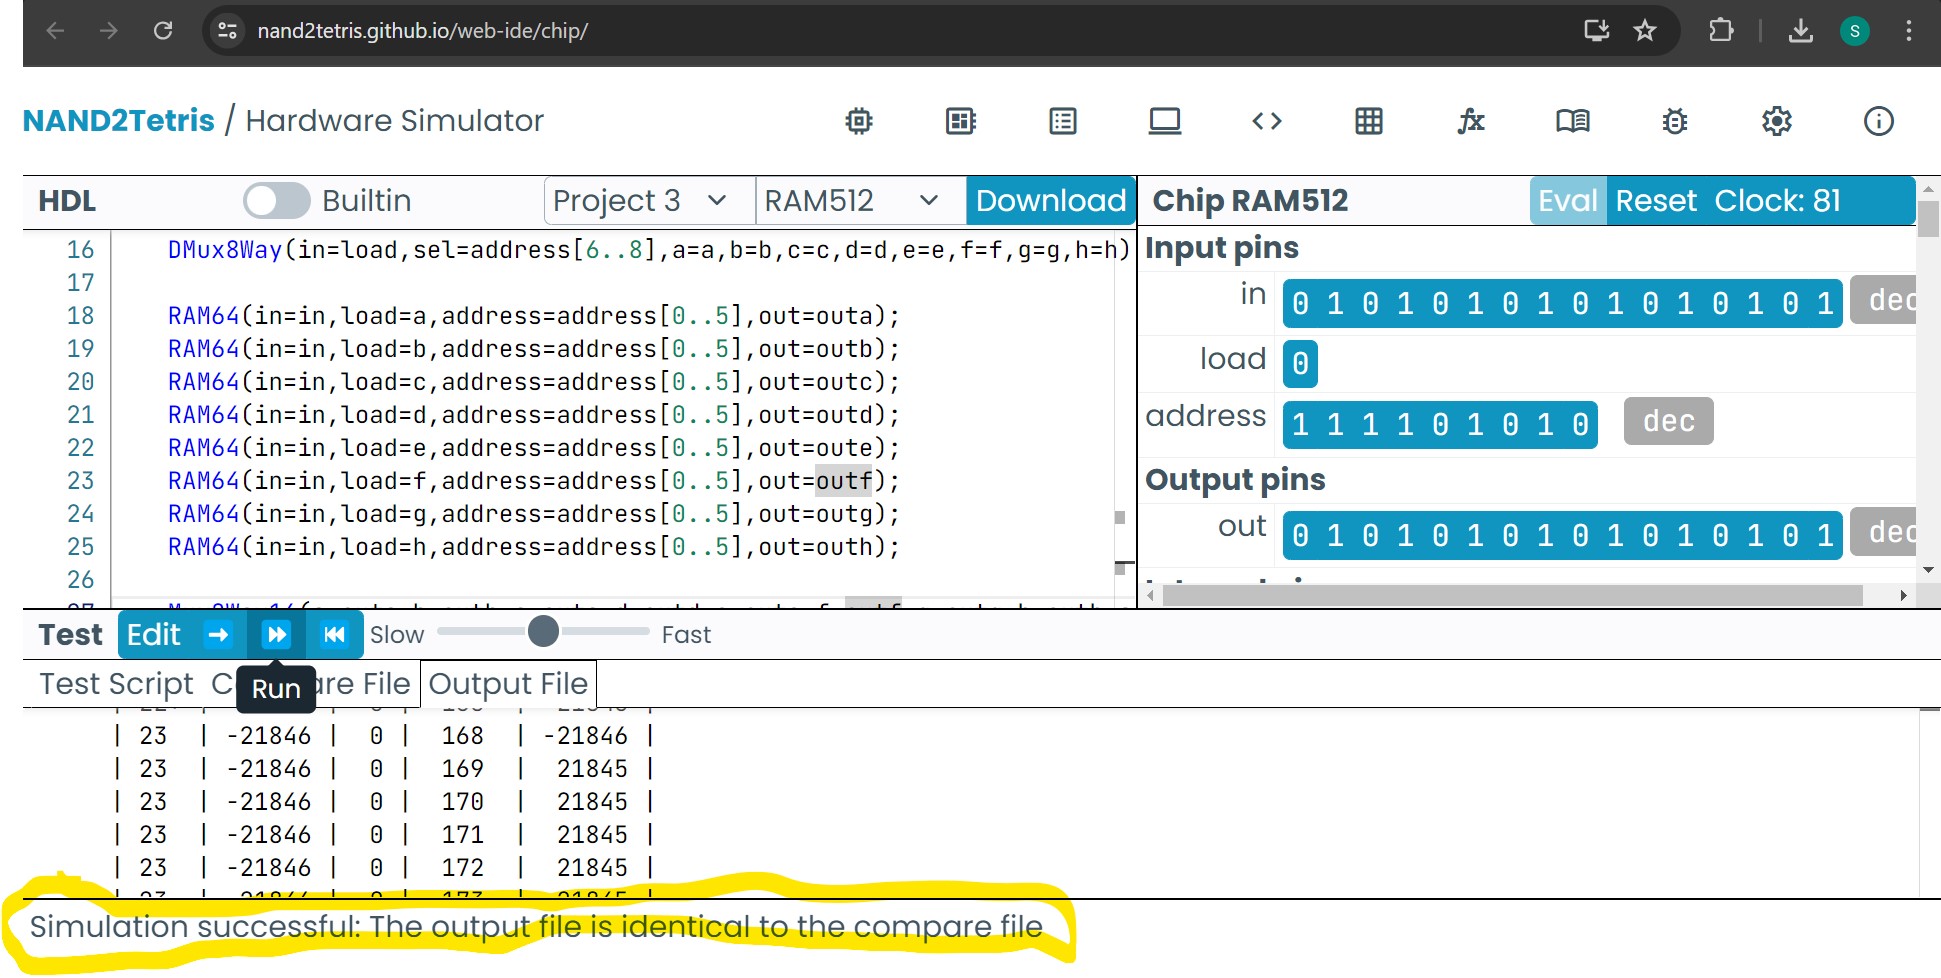 nand2tetris.github.io/web-ide/chip/
S
NAND2Tetris / Hardware Simulator
HDL Builtin Project 3 RAM512 Download
16 DMux8Way(in=load,sel=address[6..8],a=a,b=b,c=c,d=d,e=e,f=f,g=g,h=h)
17
18 RAM64(in=in,load=a,address=address[0..5],out=outa);
19 RAM64(in=in,load=b,address=address[0..5],out=outb);
20 RAM64(in=in,load=c,address=address[0..5],out=outc);
21 RAM64(in=in,load=d,address=address[0..5],out=outd);
22 RAM64(in=in,load=e,address=address[0..5],out=oute);
23 RAM64(in=in,load=f,address=address[0..5],out=outf);
24 RAM64(in=in,load=g,address=address[0..5],out=outg);
25 RAM64(in=in,load=h,address=address[0..5],out=outh);
26
Chip RAM512 Eval Reset Clock: 81
Input pins
in 0 1 0 1 0 1 0 1 0 1 0 1 0 1 0 1 dec
load 0
address 1 1 1 1 0 1 0 1 0 dec
Output pins
out 0 1 0 1 0 1 0 1 0 1 0 1 0 1 0 1 dec
Test Edit Slow Fast
Test Script Run File Output File
| 23 | -21846 | 0 | 168 | -21846 |
| 23 | -21846 | 0 | 169 | 21845 |
| 23 | -21846 | 0 | 170 | 21845 |
| 23 | -21846 | 0 | 171 | 21845 |
| 23 | -21846 | 0 | 172 | 21845 |
Simulation successful: The output file is identical to the compare file